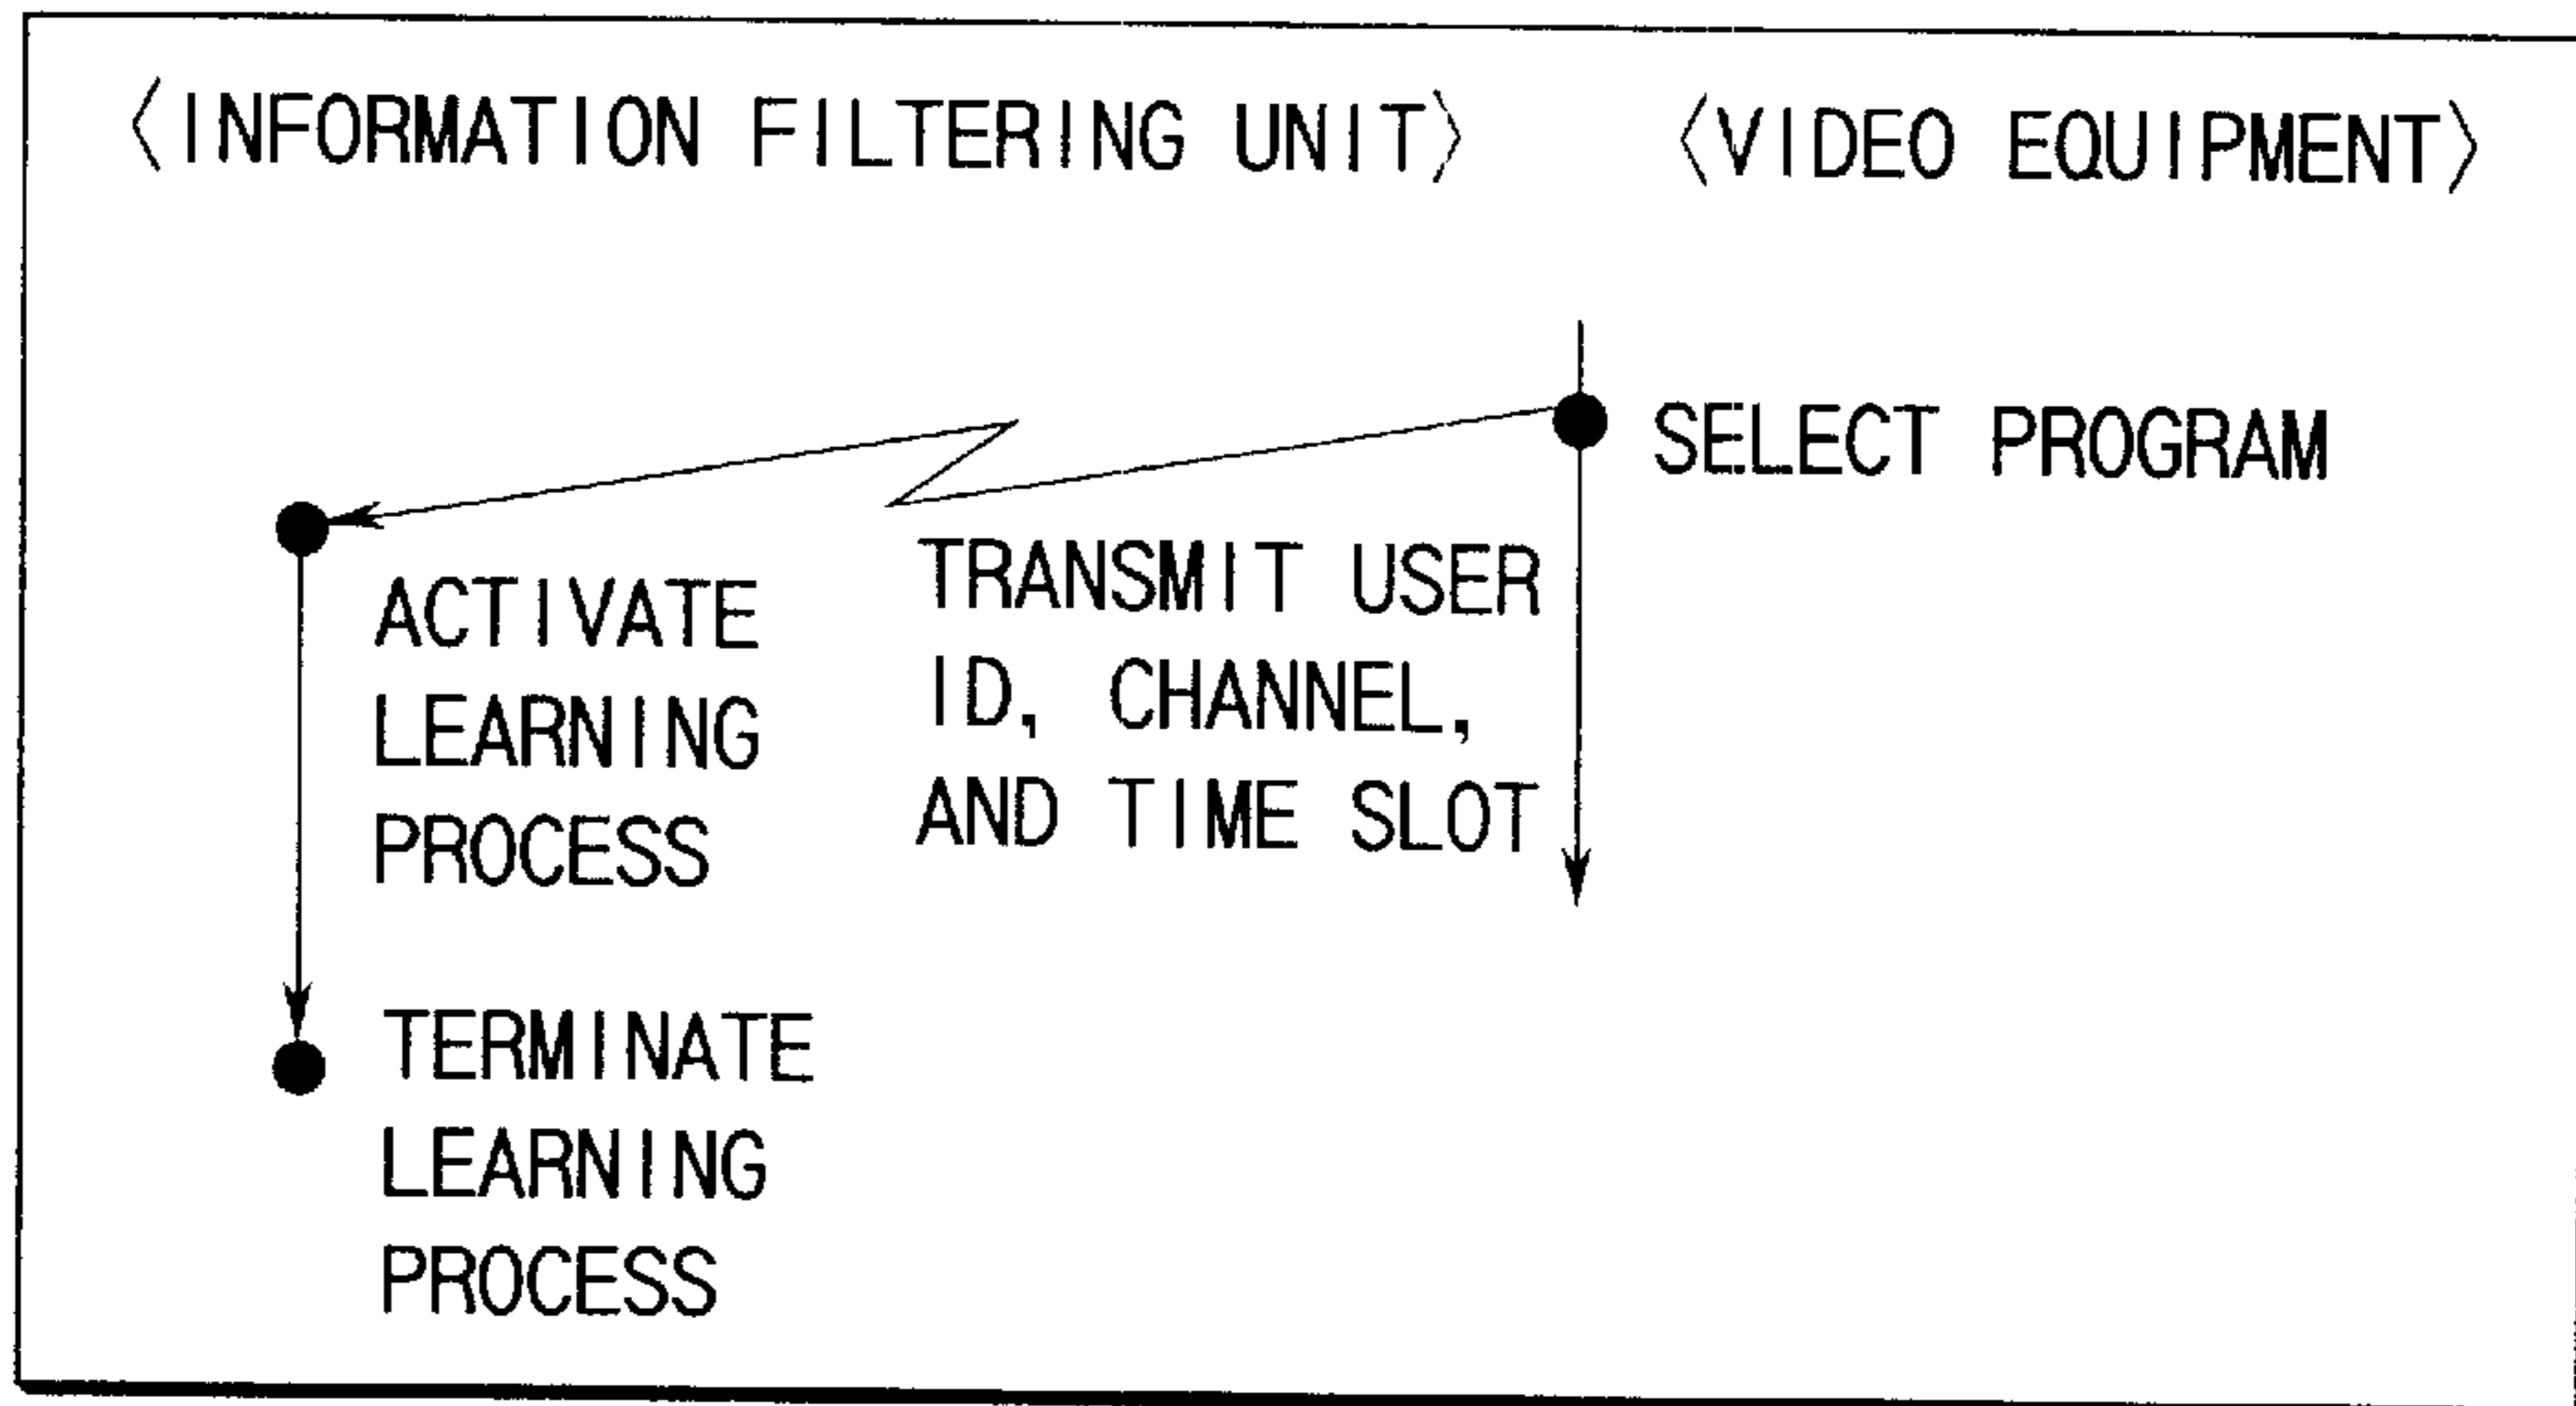 〈INFORMATION FILTERING UNIT〉 〈VIDEO EQUIPMENT〉
SELECT PROGRAM
TRANSMIT USER
ID, CHANNEL,
AND TIME SLOT
ACTIVATE
LEARNING
PROCESS
TERMINATE
LEARNING
PROCESS